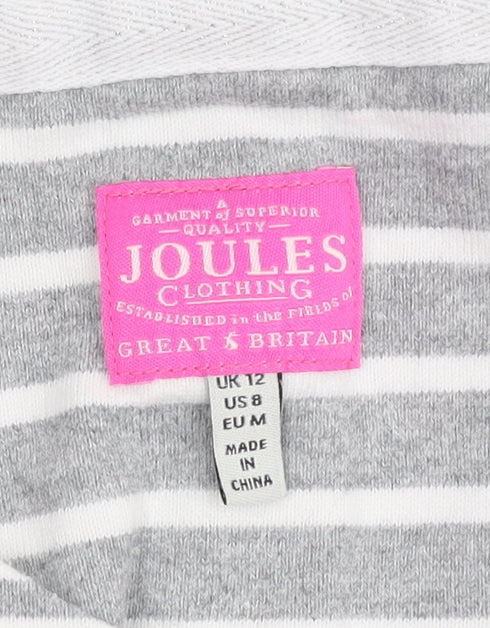 A
GARMENT of SUPERIOR
QUALITY
JOULES
CLOTHING
ESTABLISHED in the FIELDS of
GREAT BRITAIN
UK 12
US 8
EU M
MADE
IN
CHINA